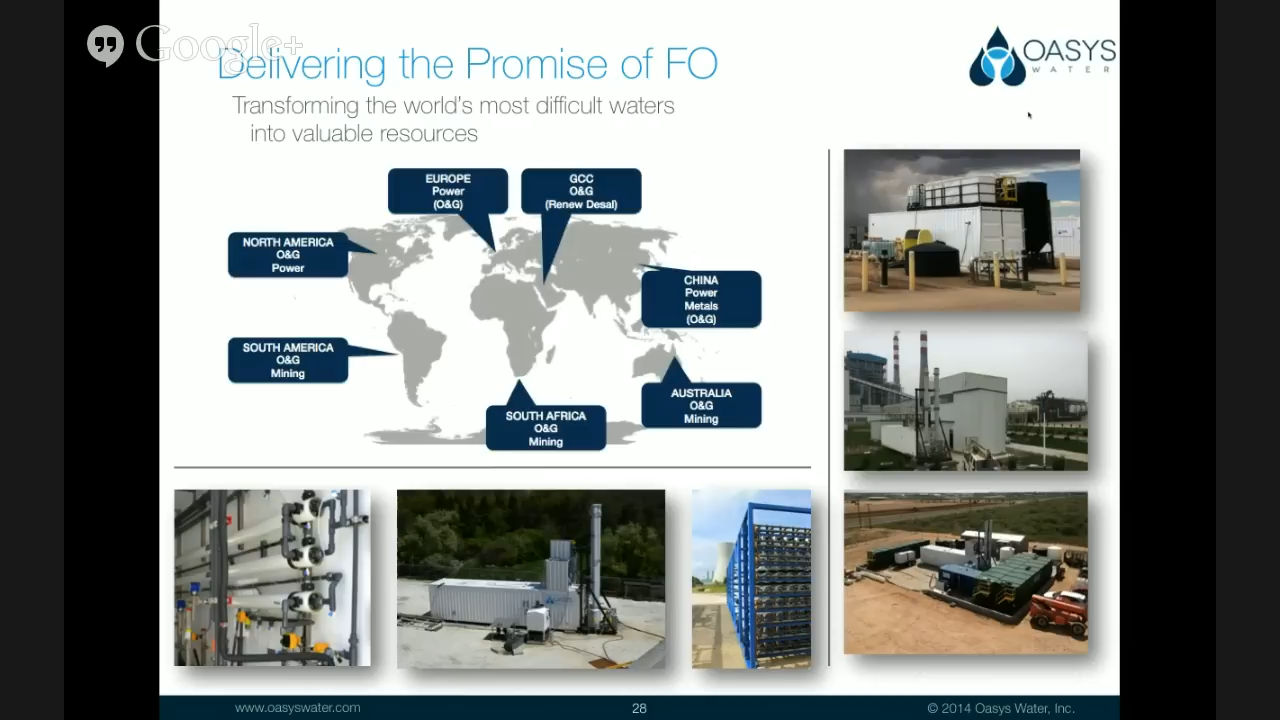 Google+
Delivering the Promise of FO
OASYS
WATER
Transforming the world's most difficult waters
into valuable resources
EUROPE
Power
(O&G)
GCC
O&G
(Renew Desal)
NORTH AMERICA
O&G
Power
CHINA
Power
Metals
(O&G)
SOUTH AMERICA
O&G
Mining
AUSTRALIA
O&G
Mining
SOUTH AFRICA
O&G
Mining
www.oasyswater.com
28
© 2014 Oasys Water, Inc.